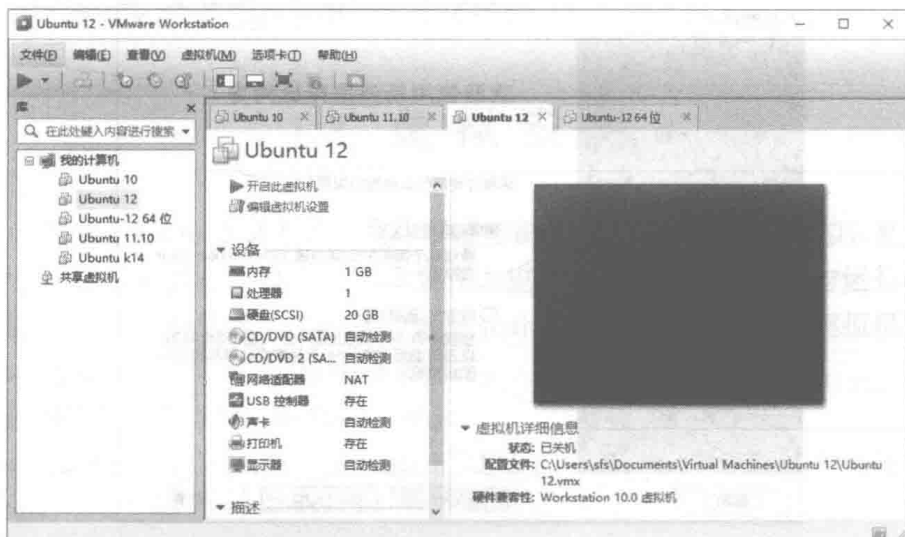 Ubuntu 12 - VMware Workstation
文件(F) 编辑(E) 查看(V) 虚拟机(M) 选项卡(T) 帮助(H)
库
在此处键入内容进行搜索
我的计算机
Ubuntu 10
Ubuntu 12
Ubuntu-12 64 位
Ubuntu 11.10
Ubuntu k14
共享虚拟机
Ubuntu 10 Ubuntu 11.10 Ubuntu 12 Ubuntu-12 64 位
Ubuntu 12
开启此虚拟机
编辑虚拟机设置
设备
内存 1 GB
处理器 1
硬盘(SCSI) 20 GB
CD/DVD (SATA) 自动检测
CD/DVD 2 (SA... 自动检测
网络适配器 NAT
USB 控制器 存在
声卡 自动检测
打印机 存在
显示器 自动检测
描述
虚拟机详细信息
状态: 已关机
配置文件: C:\Users\sfs\Documents\Virtual Machines\Ubuntu 12\Ubuntu
12.vmx
硬件兼容性: Workstation 10.0 虚拟机